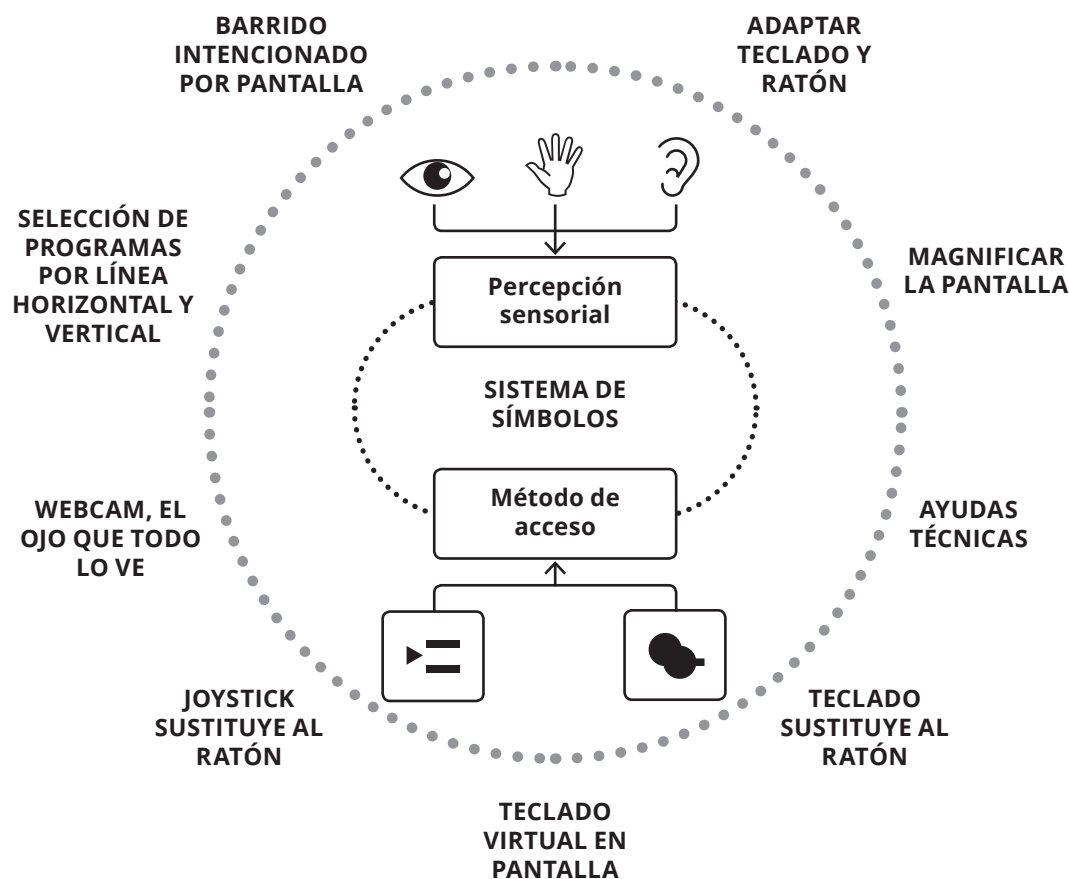 BARRIDO
INTENCIONADO
POR PANTALLA
ADAPTAR
TECLADO Y
RATÓN
SELECCIÓN DE
PROGRAMAS
POR LÍNEA
HORIZONTAL Y
VERTICAL
MAGNIFICAR
LA PANTALLA
Percepción
sensorial
SISTEMA DE
SÍMBOLOS
Método de
acceso
WEBCAM, EL
OJO QUE TODO
LO VE
AYUDAS
TÉCNICAS
JOYSTICK
SUSTITUYE AL
RATÓN
TECLADO
SUSTITUYE AL
RATÓN
TECLADO
VIRTUAL EN
PANTALLA